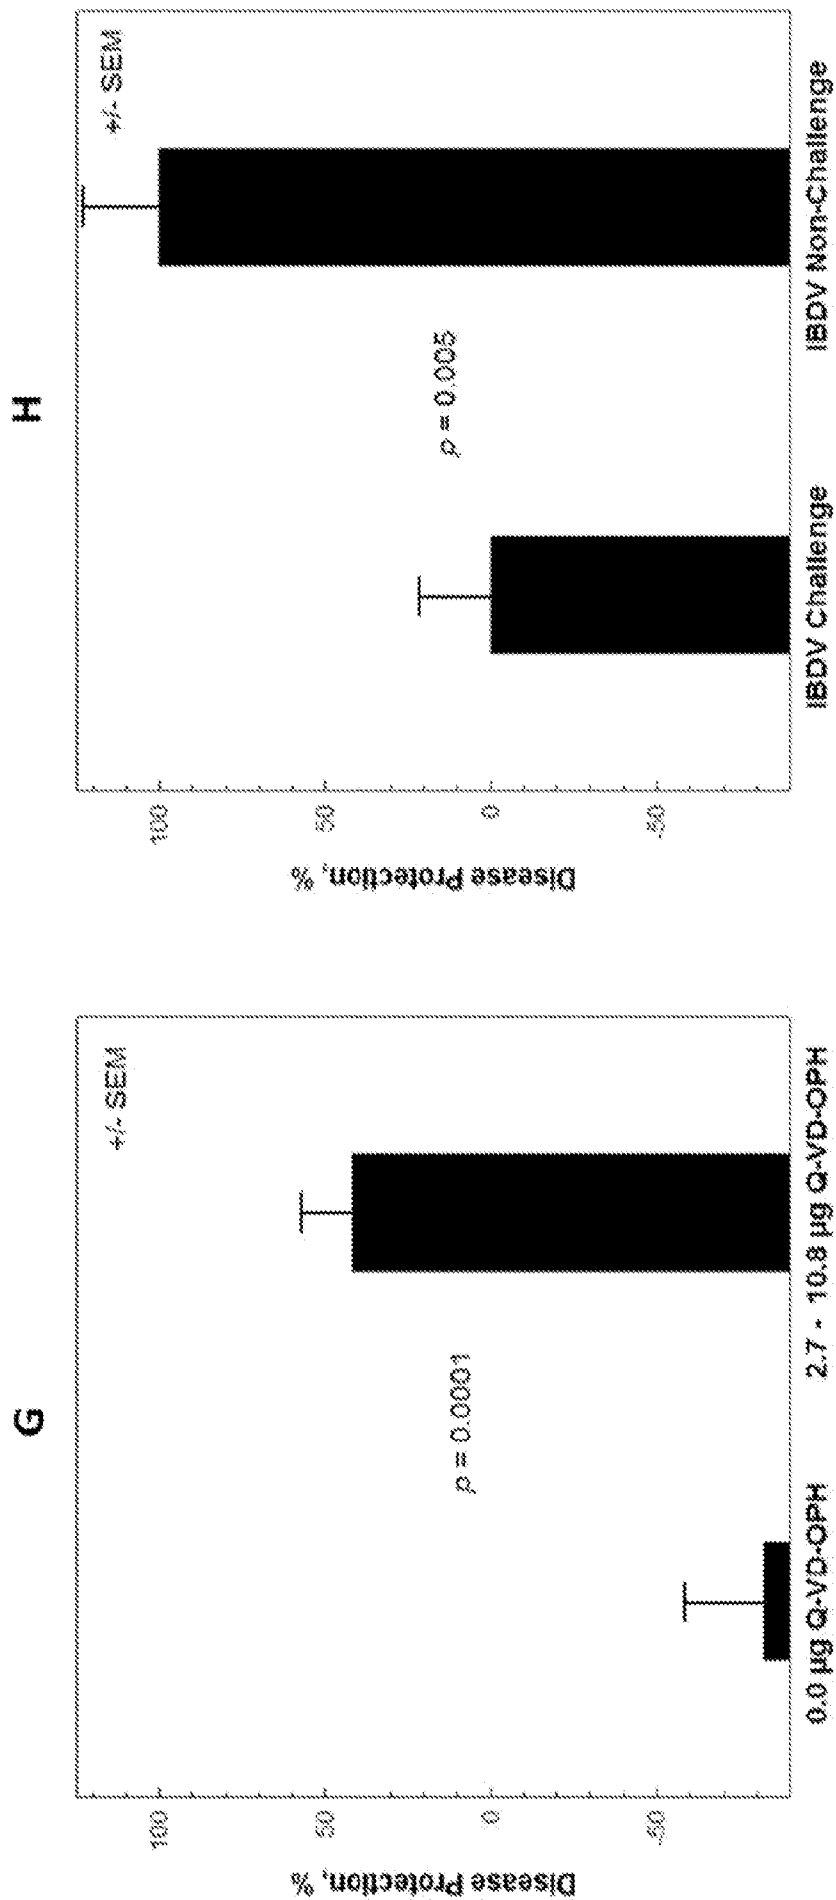 G
+/- SEM
Disease Protection, %
100
50
0
-50
p = 0.0001
0.0 µg Q-VD-OPH
2.7 - 10.8 µg Q-VD-OPH
H
+/- SEM
Disease Protection, %
100
50
0
-50
p = 0.005
IBDV Challenge
IBDV Non-Challenge